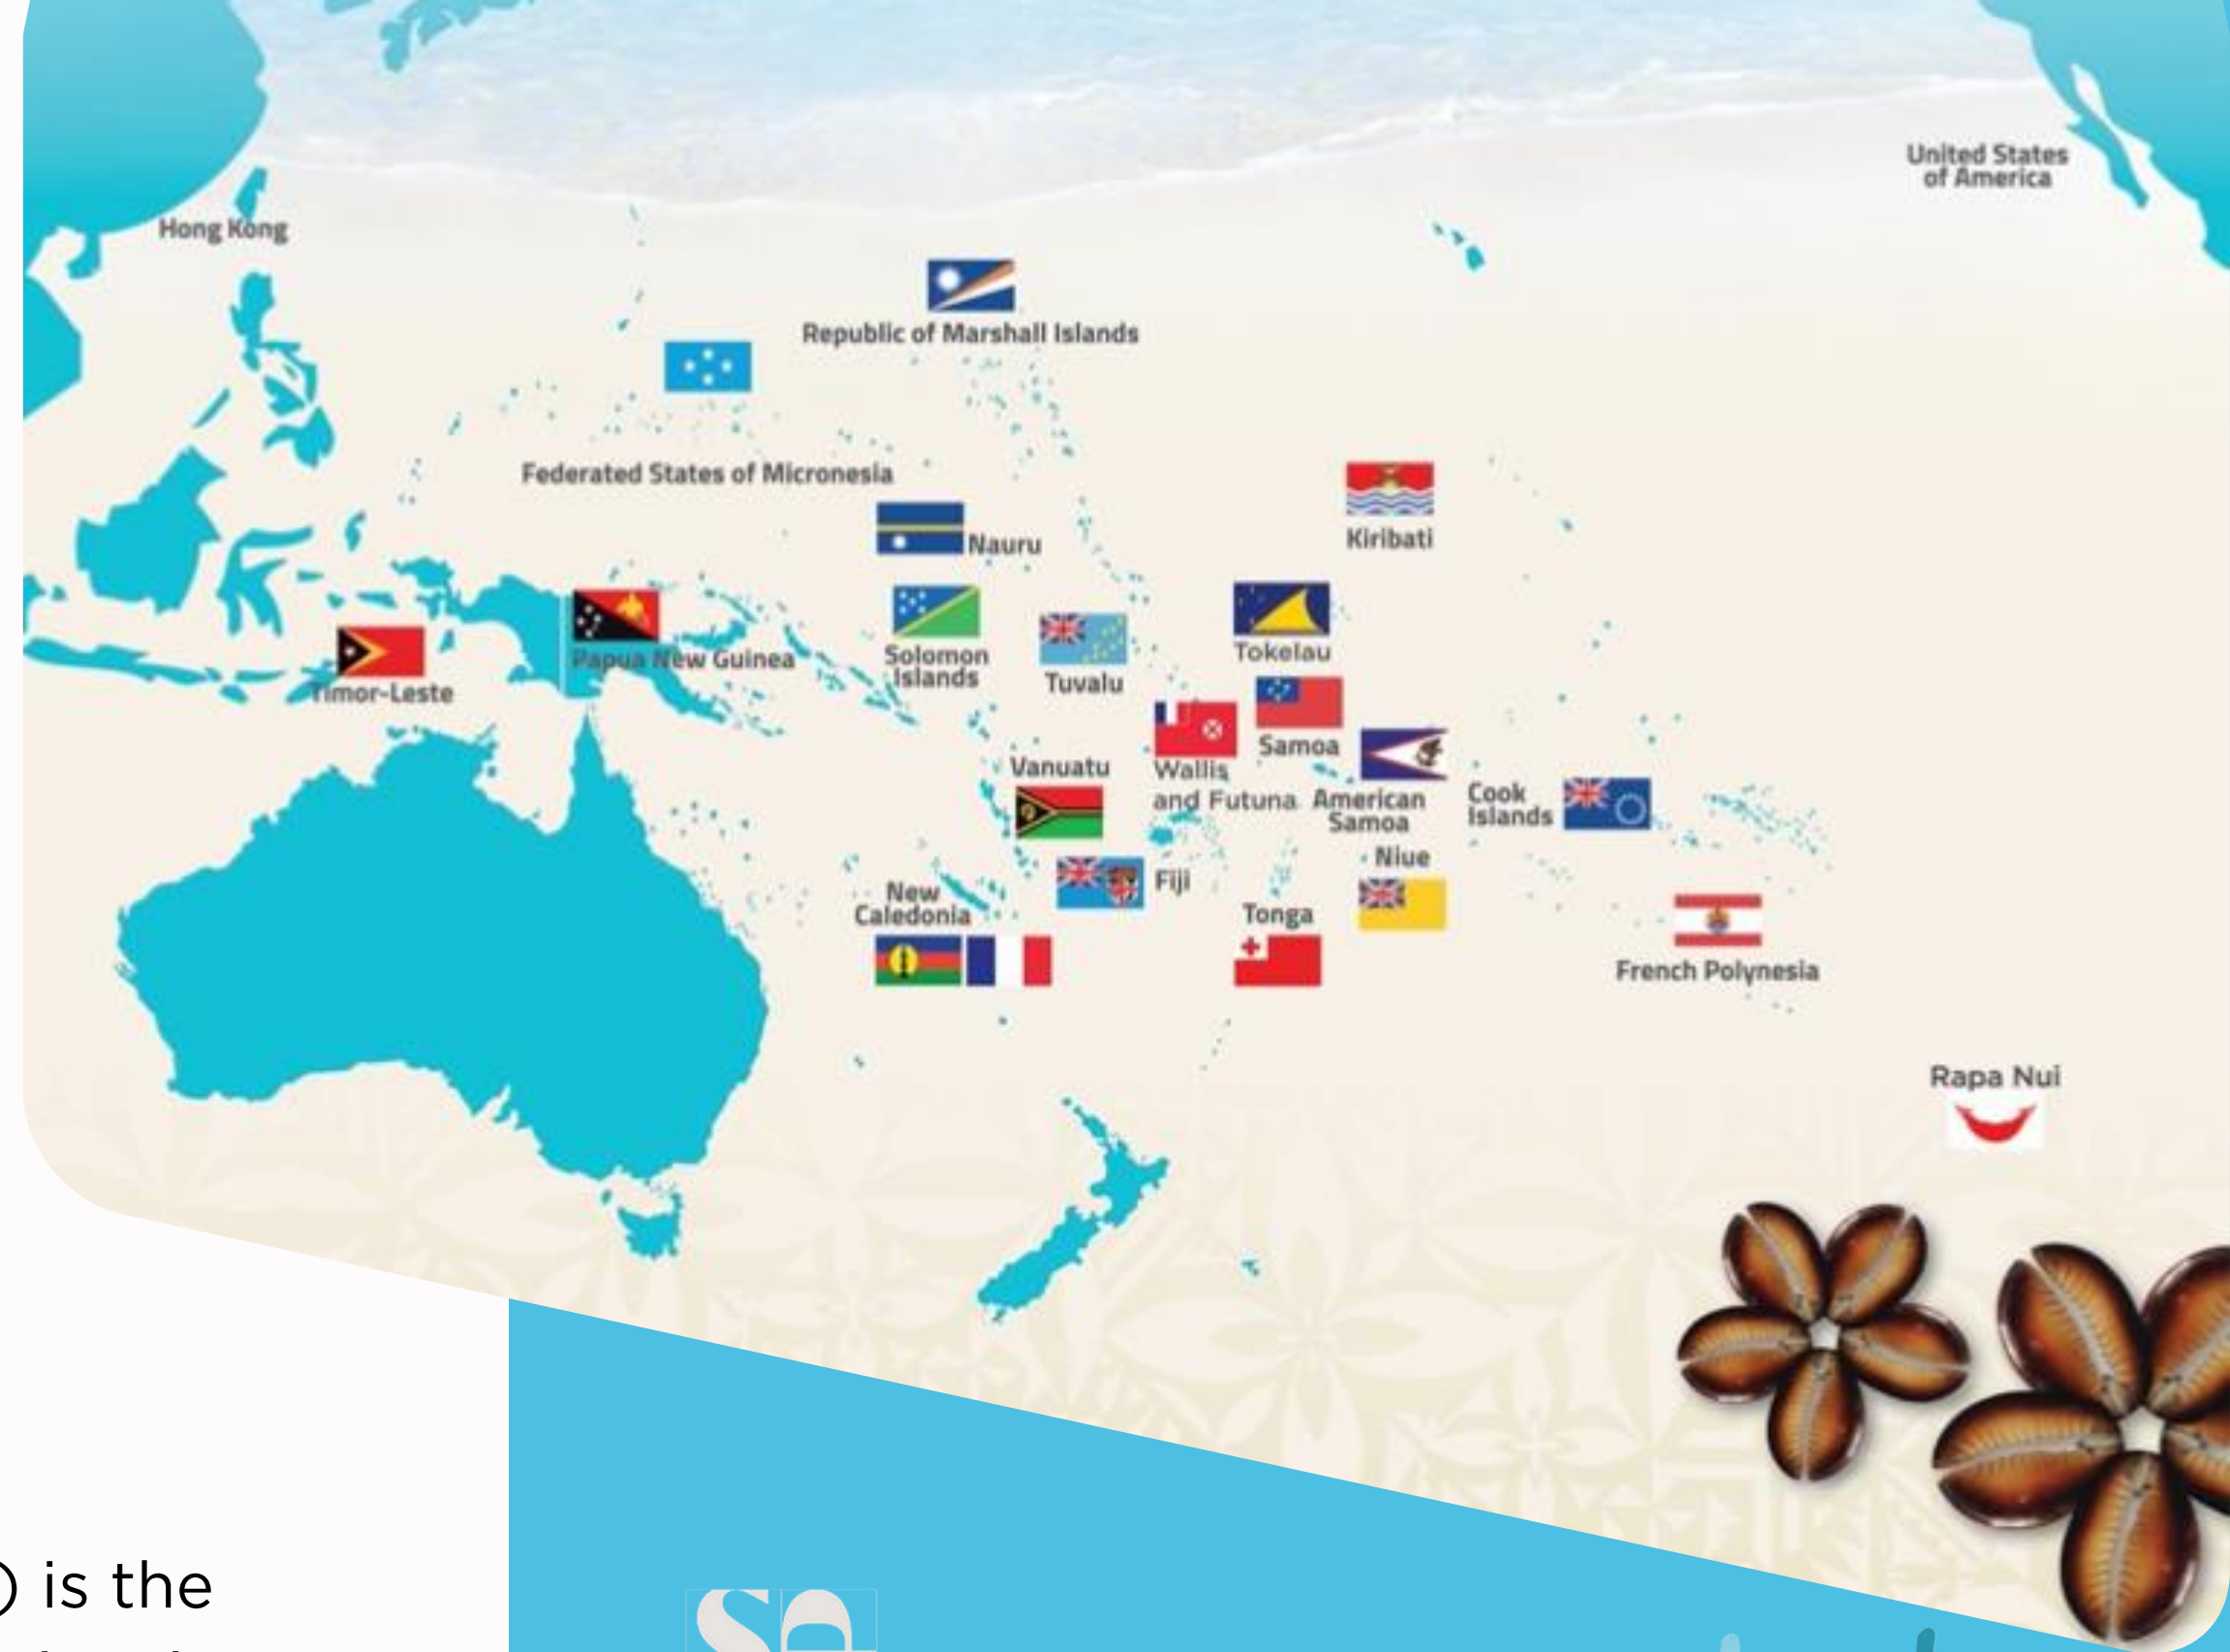 United States
of America
Hong Kong
Republic of Marshall Islands
Federated States of Micronesia
Nauru
Kiribati
Papua New Guinea
Solomon
Islands
Tuvalu
Tokelau
Timor-Leste
Samoa
Vanuatu
Wallis
and Futuna
American
Samoa
Cook
Islands
Niue
Fiji
New
Caledonia
Tonga
French Polynesia
Rapa Nui
) is the